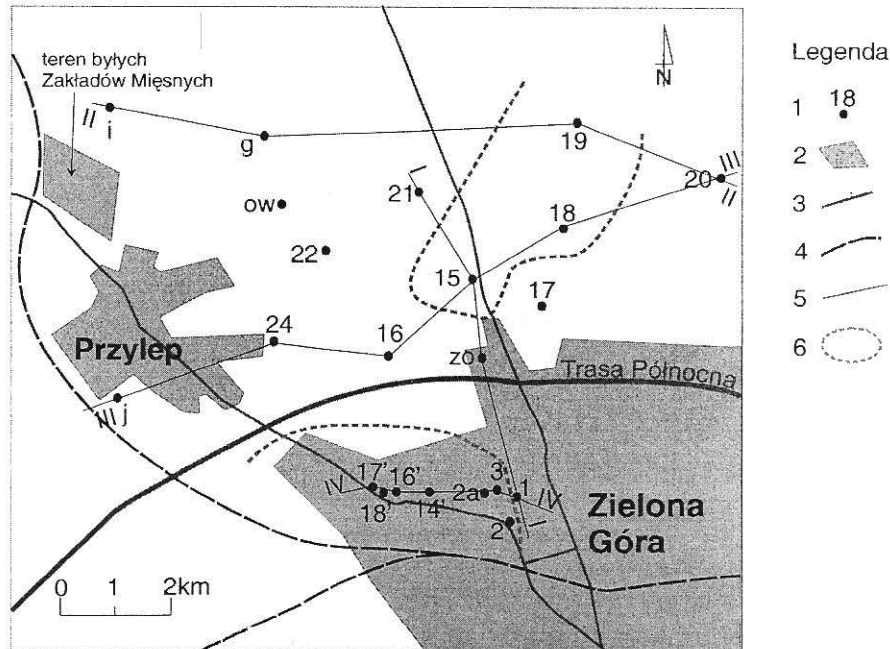 teren byłych
Zakładów Mięsnych
N
Legenda
1 18
2
3
4
5
6
II
i
g
19
III
20
II
I
21
ow
18
22
15
17
24
16
zo
Przylep
Trasa Północna
III
j
17'
16'
3
IV
2a
1
IV
18'
14'
I
2
Zielona
Góra
0 1 2km